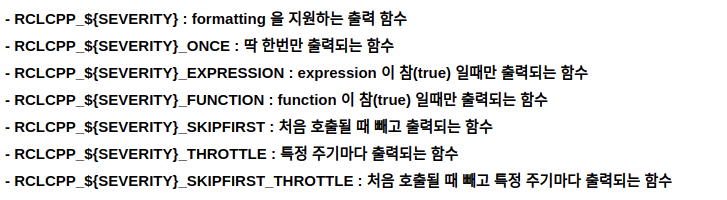 - RCLCPP_${SEVERITY} : formatting 을 지원하는 출력 함수
- RCLCPP_${SEVERITY}_ONCE : 딱 한번만 출력되는 함수
- RCLCPP_${SEVERITY}_EXPRESSION : expression 이 참(true) 일때만 출력되는 함수
- RCLCPP_${SEVERITY}_FUNCTION : function 이 참(true) 일때만 출력되는 함수
- RCLCPP_${SEVERITY}_SKIPFIRST : 처음 호출될 때 빼고 출력되는 함수
- RCLCPP_${SEVERITY}_THROTTLE : 특정 주기마다 출력되는 함수
- RCLCPP_${SEVERITY}_SKIPFIRST_THROTTLE : 처음 호출될 때 빼고 특정 주기마다 출력되는 함수